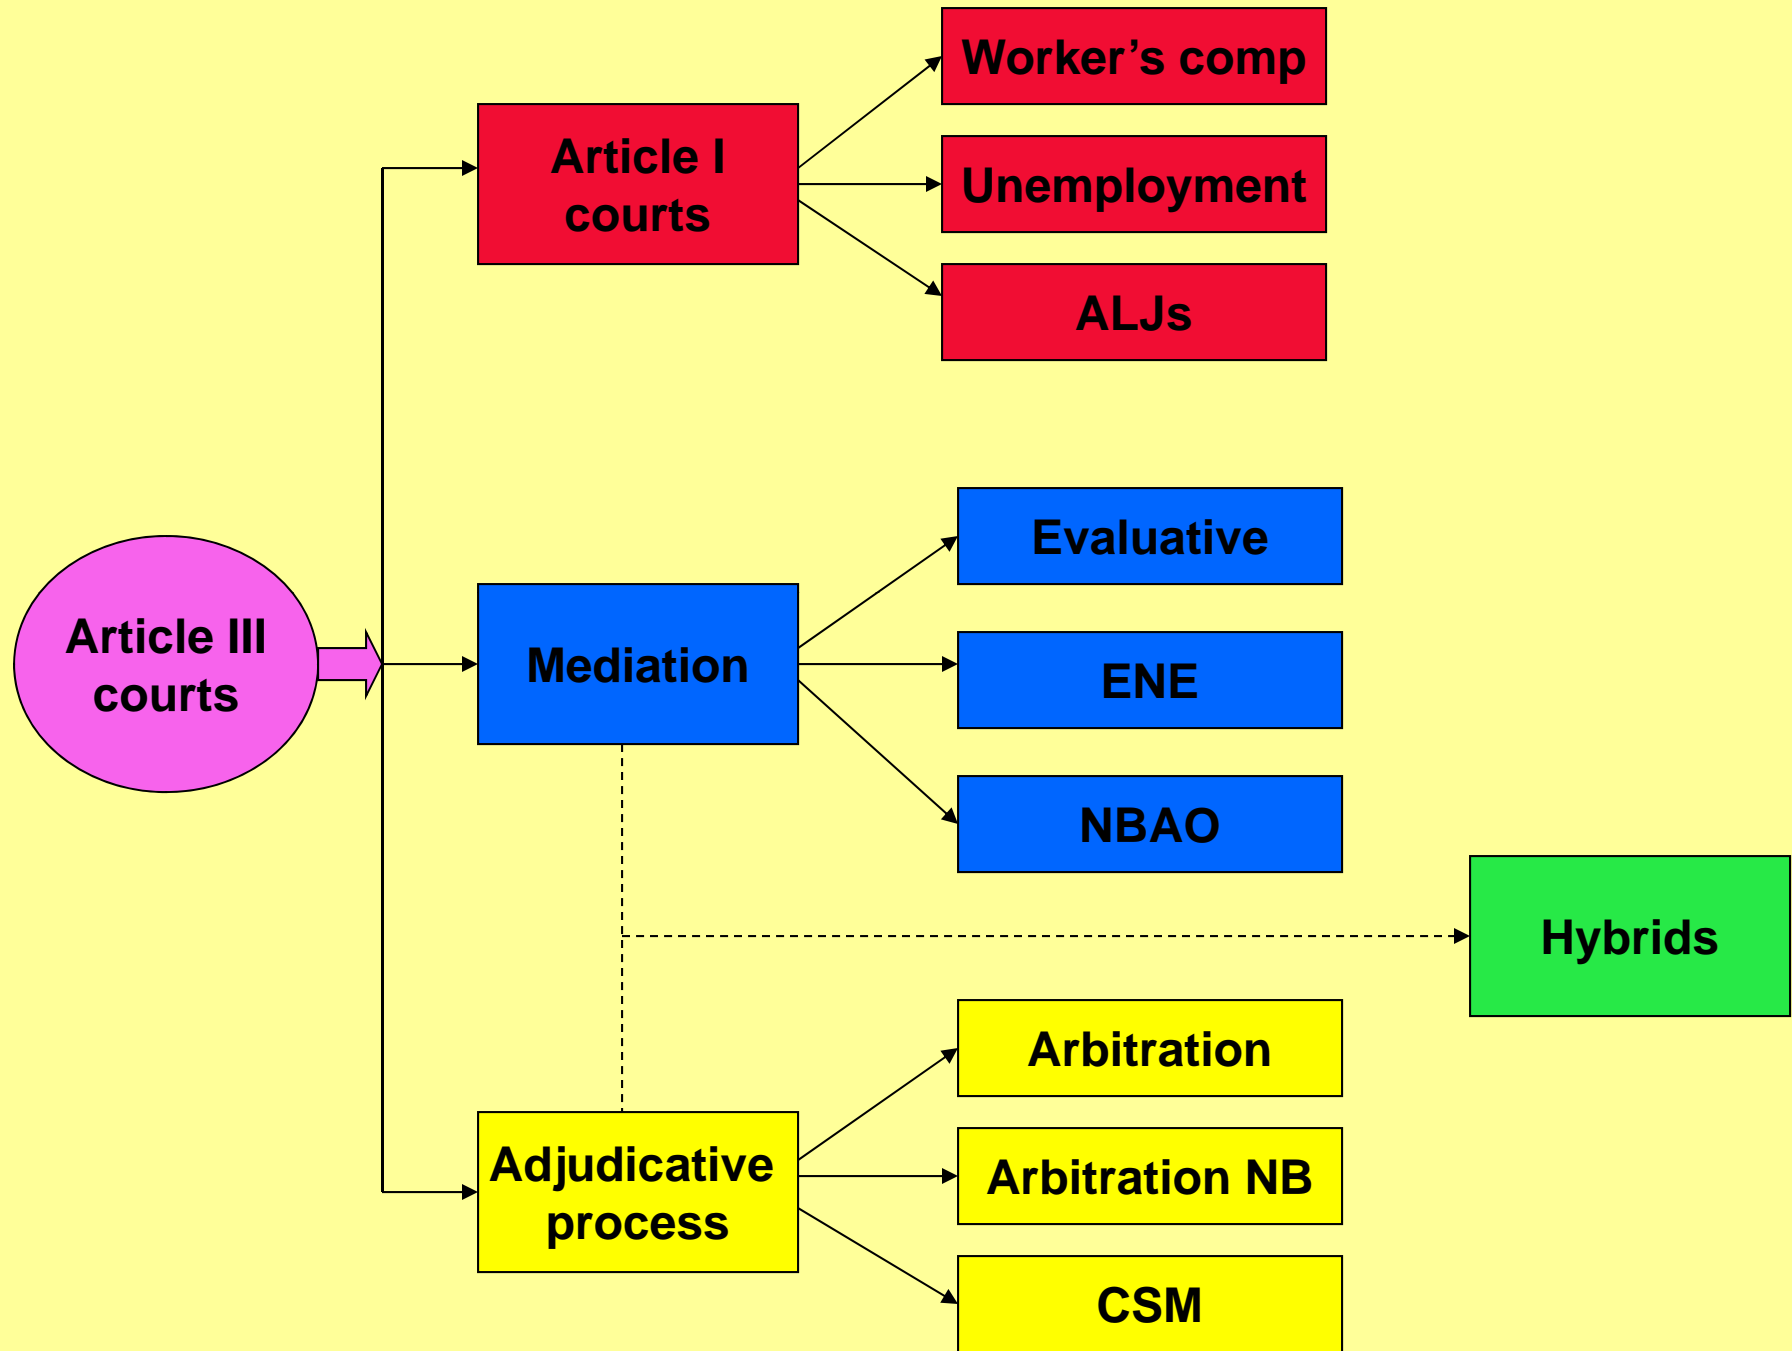 Worker’s comp
Article I
courts
Unemployment
ALJs
Evaluative
Article III
courts
Mediation
ENE
NBAO
Hybrids
Arbitration
Adjudicative
process
Arbitration NB
CSM